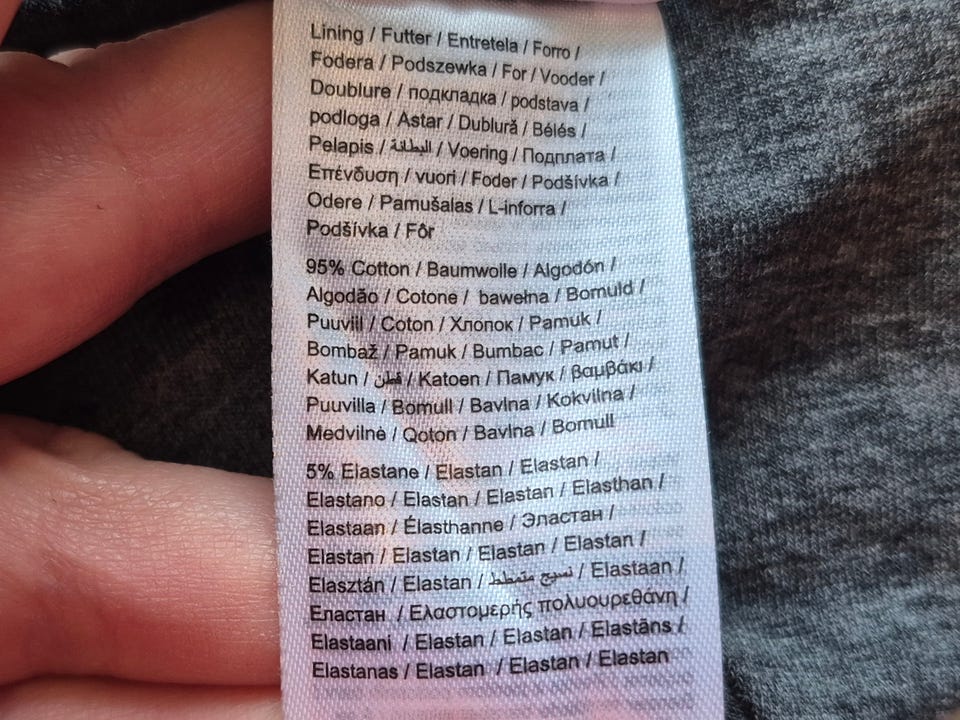 Lining / Futter / Entretela / Forro /
Fodera / Podszewka / For / Vooder /
Doublure / подкладка / podstava /
podloga / Astar / Dublură / Bélés /
Pelapis / البطانة / Voering / Подплата /
Επένδυση / vuori / Foder / Podšívka /
Odere / Pamušalas / L-inforra /
Podšívka / Fôr
95% Cotton / Baumwolle / Algodón /
Algodão / Cotone / bawełna / Bomuld /
Puuviil / Coton / Хлопок / Pamuk /
Bombaž / Pamuk / Bumbac / Pamut /
Katun / قطن / Katoen / Памук / βαμβάκι /
Puuvilla / Bomull / Bavlna / Kokvilna /
Medvilnė / Qoton / Bavlna / Bomull
5% Elastane / Elastan / Elastan /
Elastano / Elastan / Elastan / Elasthan /
Elastaan / Élasthanne / Эластан /
Elastan / Elastan / Elastan / Elastan /
Elasztán / Elastan / نسيج متمطط / Elastaan /
Еластан / Ελαστομερής πολυουρεθάνη /
Elastaani / Elastan / Elastan / Elastāns /
Elastanas / Elastan / Elastan / Elastan